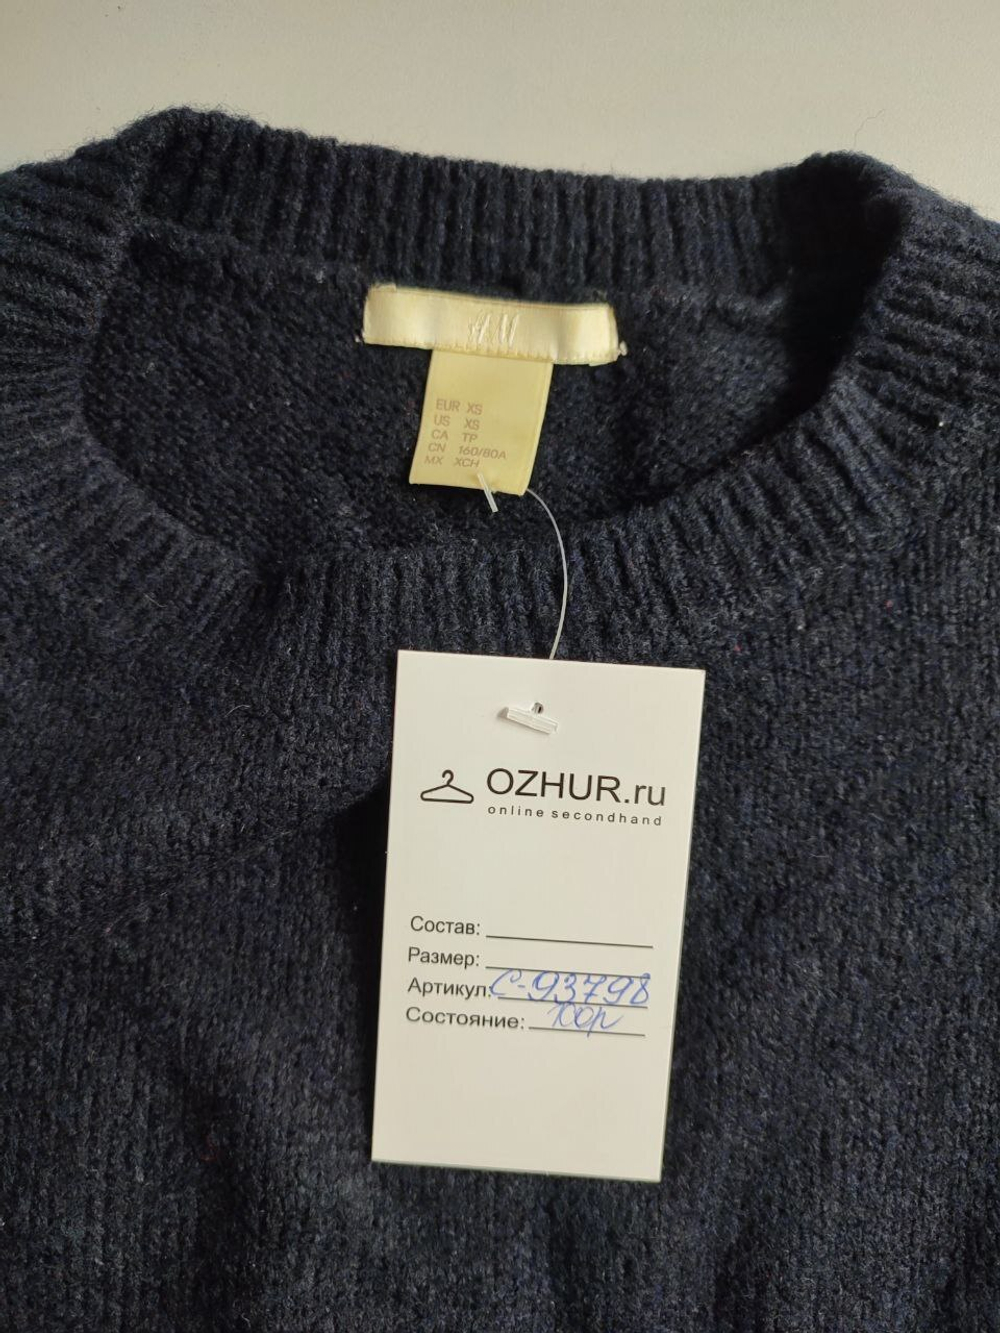 H&M
EUR XS
US XS
CA TP
CN 160/80A
MX XCH
OZHUR.ru
online secondhand
Состав:
Размер:
Артикул: С-93798
Состояние: хор